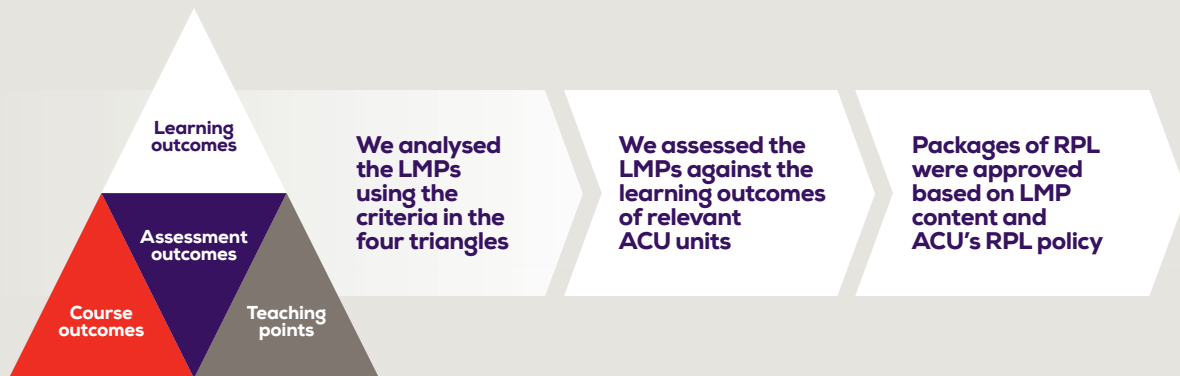 Learning
outcomes
Assessment
outcomes
Course
outcomes
Teaching
points
We analysed
the LMPs
using the
criteria in the
four triangles
We assessed the
LMPs against the
learning outcomes
of relevant
ACU units
Packages of RPL
were approved
based on LMP
content and
ACU’s RPL policy